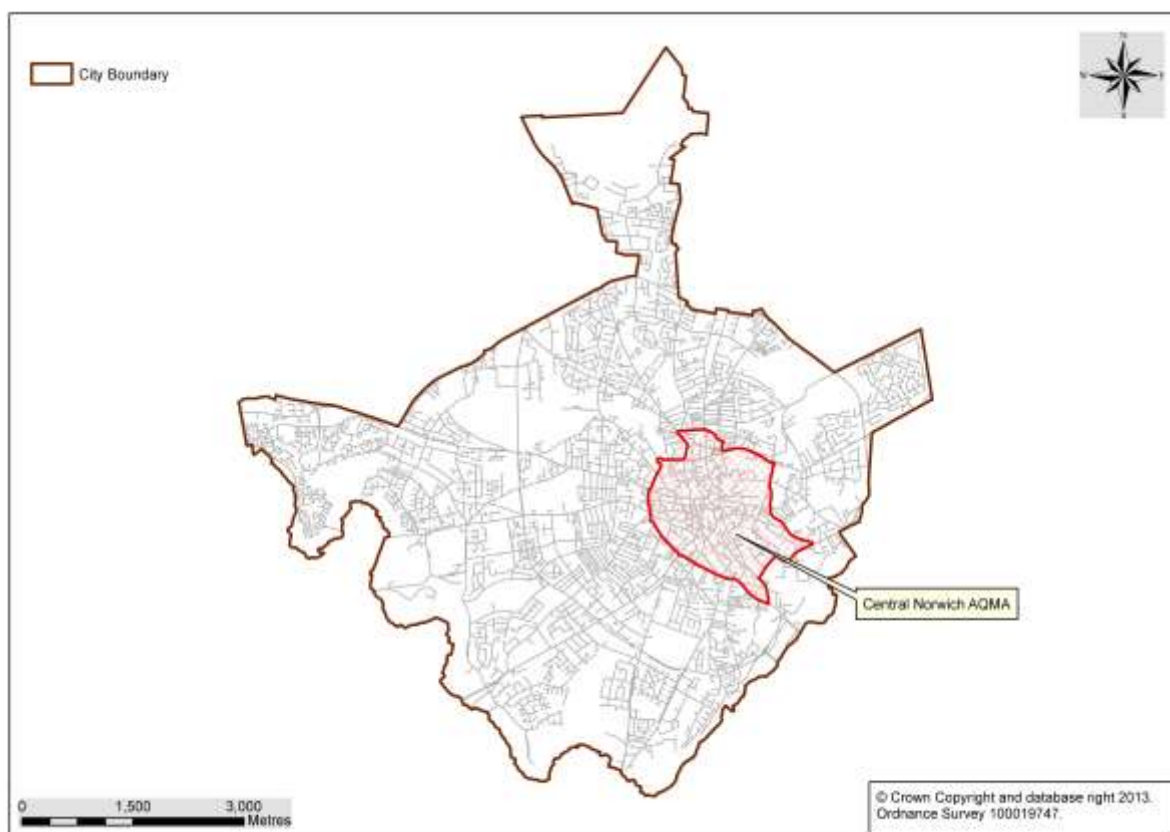 City Boundary
N
W
E
S
Central Norwich AQMA
0 1,500 3,000
Metres
© Crown Copyright and database right 2013.
Ordnance Survey 100019747.